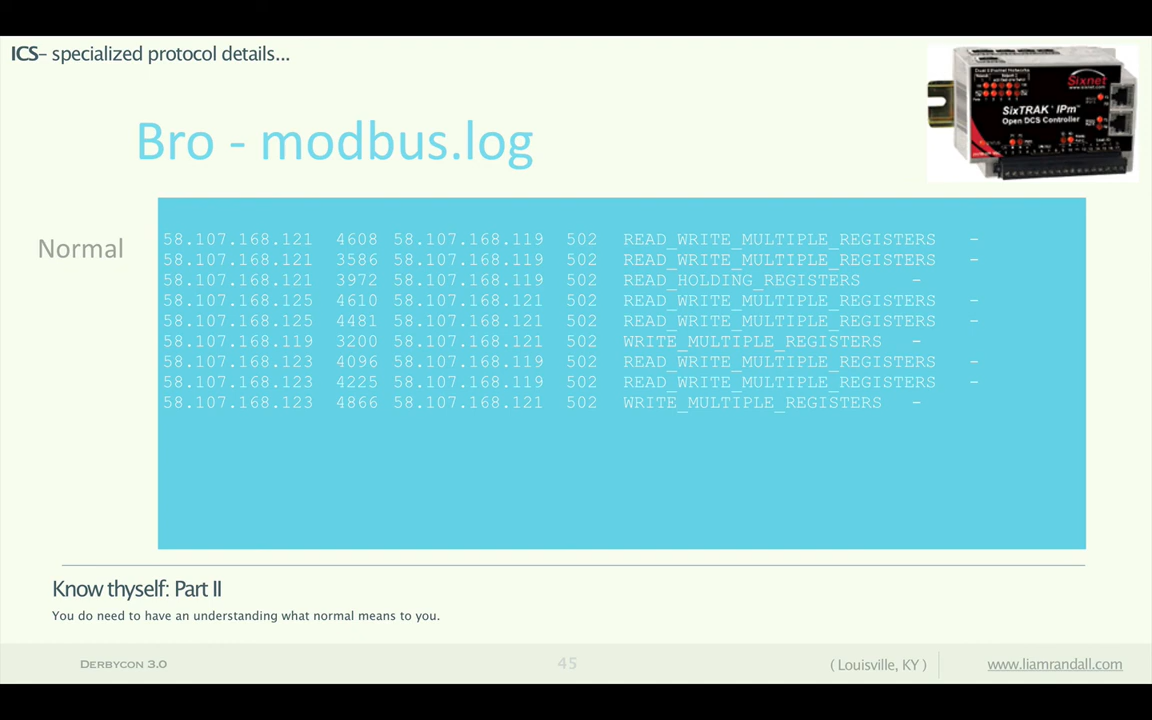 ICS– specialized protocol details...
Sixnet
SixTRAK IPm
Open DCS Controller
Bro - modbus.log
Normal
58.107.168.121 4608 58.107.168.119 502 READ_WRITE_MULTIPLE_REGISTERS -
58.107.168.121 3586 58.107.168.119 502 READ_WRITE_MULTIPLE_REGISTERS -
58.107.168.121 3972 58.107.168.119 502 READ_HOLDING_REGISTERS -
58.107.168.125 4610 58.107.168.121 502 READ_WRITE_MULTIPLE_REGISTERS -
58.107.168.125 4481 58.107.168.121 502 READ_WRITE_MULTIPLE_REGISTERS -
58.107.168.119 3200 58.107.168.121 502 WRITE_MULTIPLE_REGISTERS -
58.107.168.123 4096 58.107.168.119 502 READ_WRITE_MULTIPLE_REGISTERS -
58.107.168.123 4225 58.107.168.119 502 READ_WRITE_MULTIPLE_REGISTERS -
58.107.168.123 4866 58.107.168.121 502 WRITE_MULTIPLE_REGISTERS -
Know thyself: Part II
You do need to have an understanding what normal means to you.
Derbycon 3.0
45
( Louisville, KY )
www.liamrandall.com